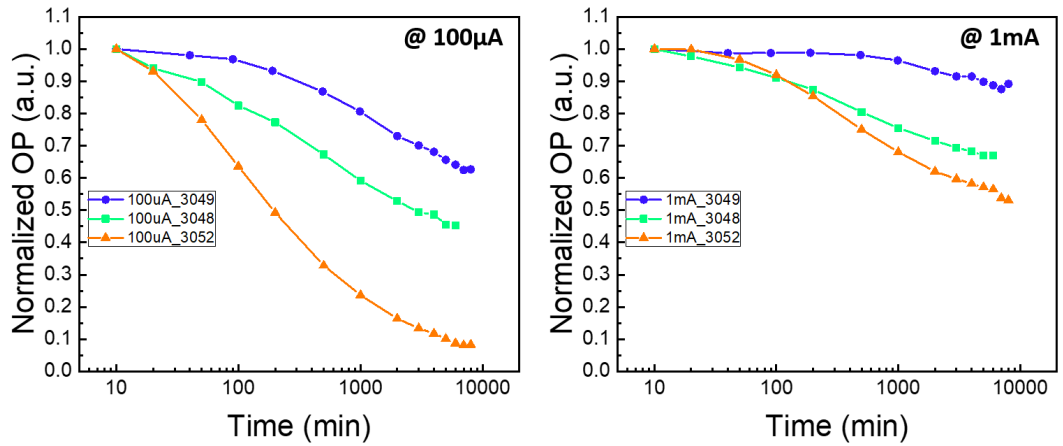 @ 100μA
1.1
1.0
0.9
0.8
0.7
0.6
0.5
0.4
0.3
0.2
0.1
0.0
Normalized OP (a.u.)
100uA_3049
100uA_3048
100uA_3052
10
100
1000
10000
Time (min)
@ 1mA
1.1
1.0
0.9
0.8
0.7
0.6
0.5
0.4
0.3
0.2
0.1
0.0
Normalized OP (a.u.)
1mA_3049
1mA_3048
1mA_3052
10
100
1000
10000
Time (min)